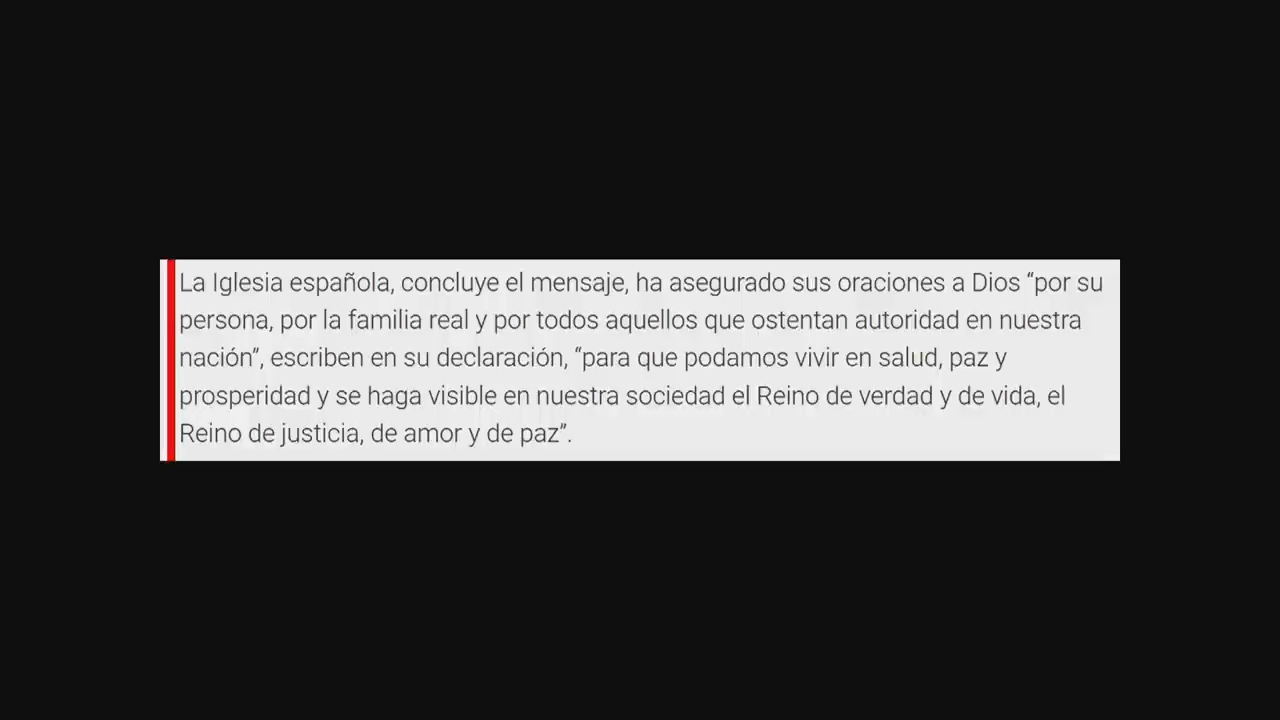 La Iglesia española, concluye el mensaje, ha asegurado sus oraciones a Dios “por su
persona, por la familia real y por todos aquellos que ostentan autoridad en nuestra
nación”, escriben en su declaración, “para que podamos vivir en salud, paz y
prosperidad y se haga visible en nuestra sociedad el Reino de verdad y de vida, el
Reino de justicia, de amor y de paz”.